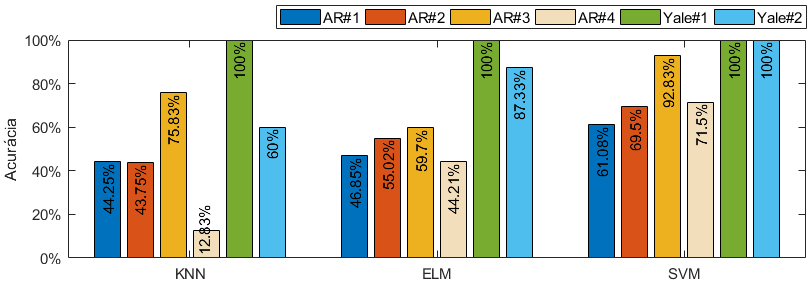 AR#1 AR#2 AR#3 AR#4 Yale#1 Yale#2
100%
80%
60%
40%
20%
0%
Acurácia
44.25% 43.75% 75.83% 12.83% 100% 60%
46.85% 55.02% 59.7% 44.21% 100% 87.33%
61.08% 69.5% 92.83% 71.5% 100% 100%
KNN ELM SVM